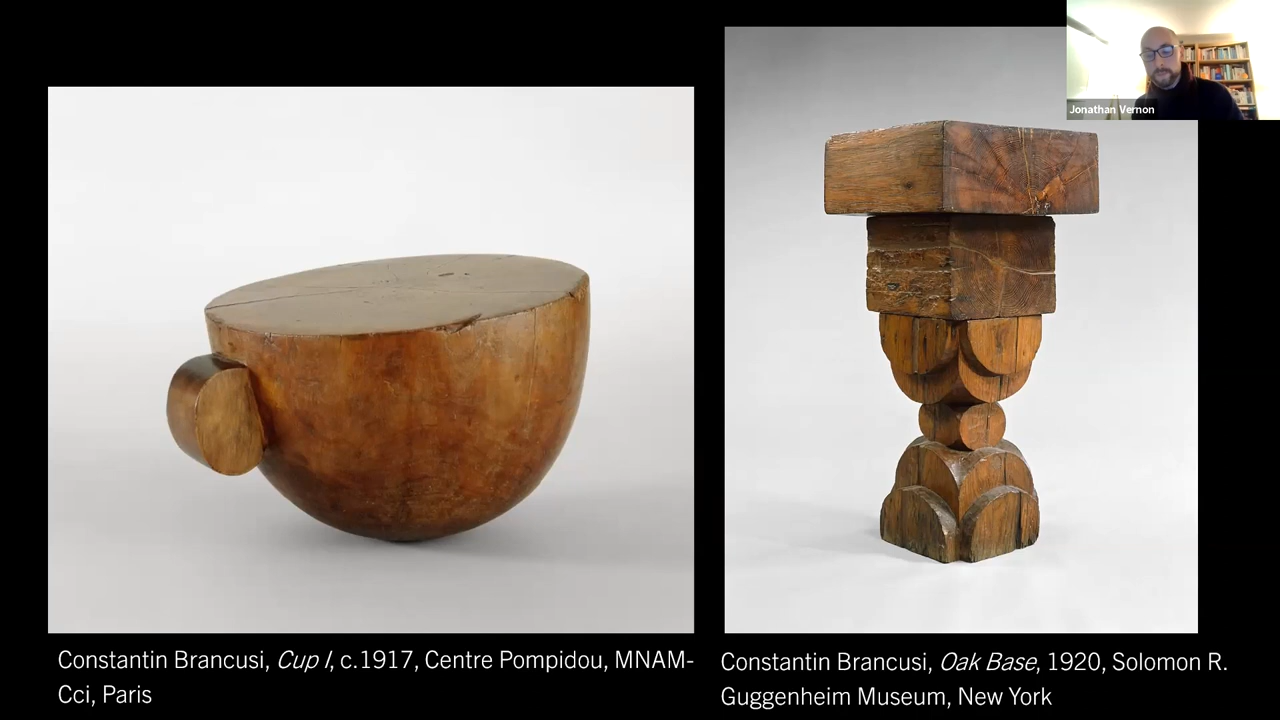 Jonathan Vernon
Constantin Brancusi, Cup I, c.1917, Centre Pompidou, MNAM-
Cci, Paris
Constantin Brancusi, Oak Base, 1920, Solomon R.
Guggenheim Museum, New York